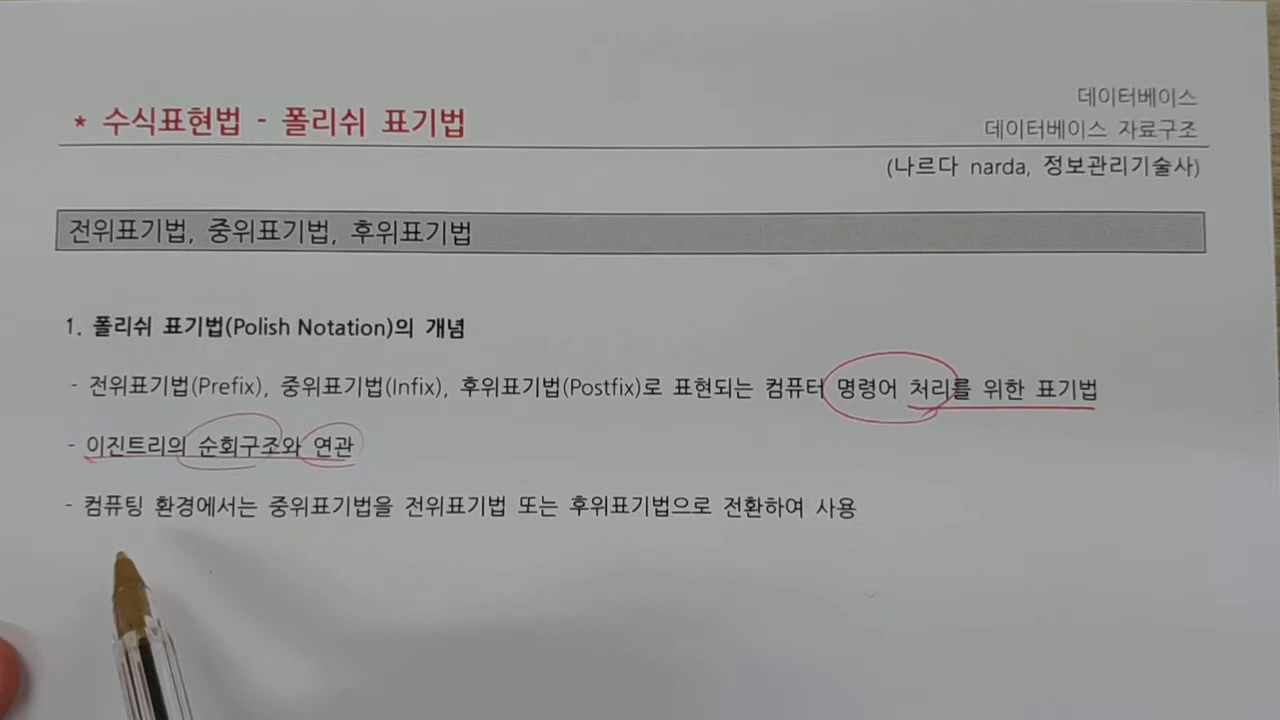 데이터베이스
* 수식표현법 - 폴리쉬 표기법
데이터베이스 자료구조
(나르다 narda, 정보관리기술사)
전위표기법, 중위표기법, 후위표기법
1. 폴리쉬 표기법(Polish Notation)의 개념
- 전위표기법(Prefix), 중위표기법(Infix), 후위표기법(Postfix)로 표현되는 컴퓨터 명령어 처리를 위한 표기법
- 이진트리의 순회구조와 연관
- 컴퓨팅 환경에서는 중위표기법을 전위표기법 또는 후위표기법으로 전환하여 사용